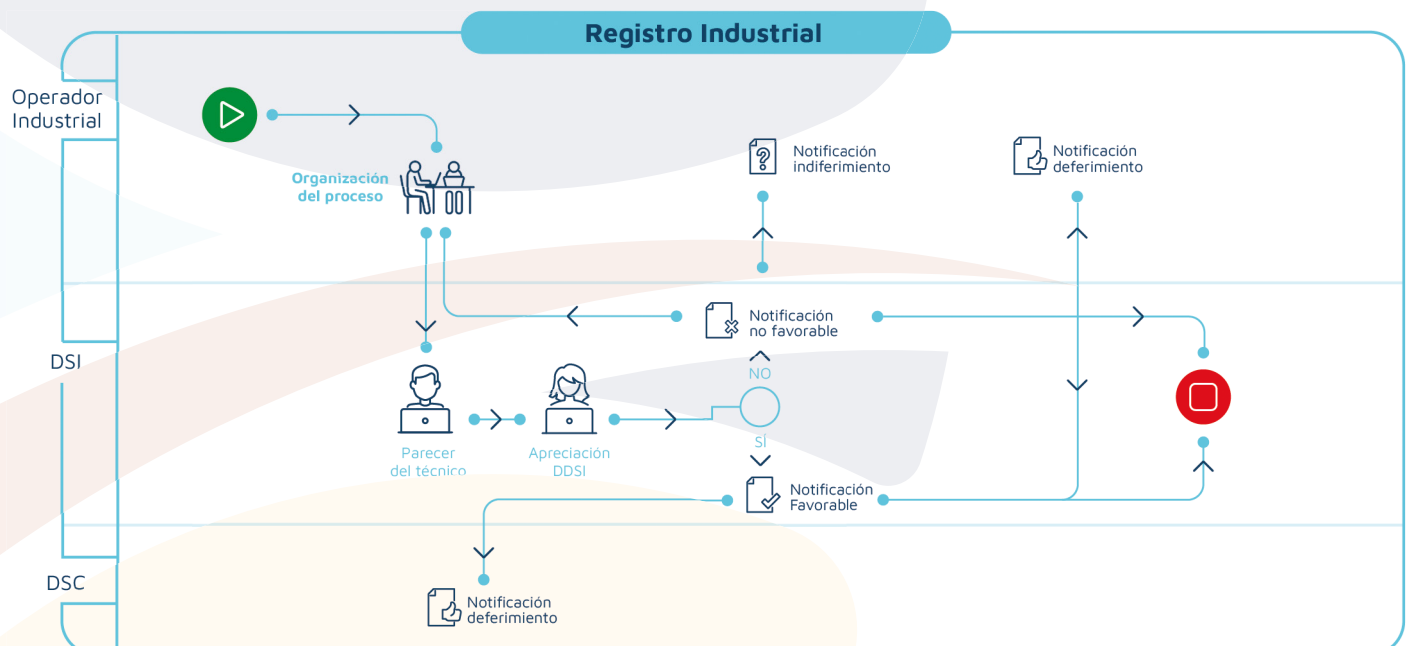 Registro Industrial
Operador
Industrial
Organización
del proceso
Notificación
indiferimiento
Notificación
deferimiento
Notificación
no favorable
DSI
NO
Parecer
del técnico
Apreciación
DDSI
SÍ
Notificación
Favorable
DSC
Notificación
deferimiento